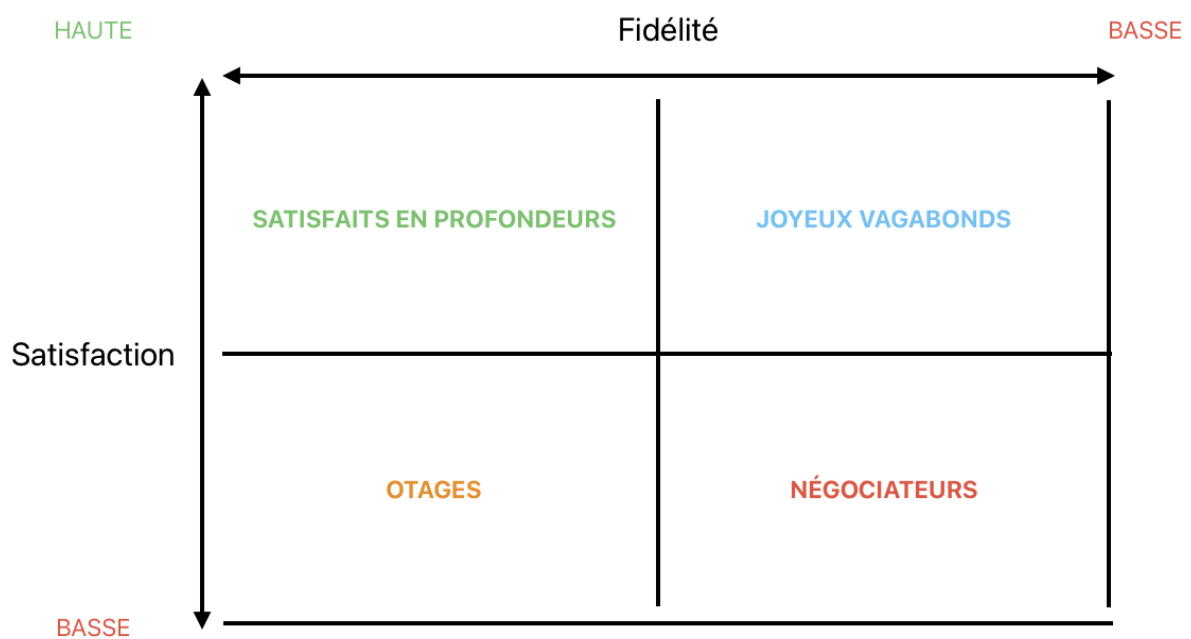 HAUTE
Fidélité
BASSE
SATISFAITS EN PROFONDEURS
JOYEUX VAGABONDS
Satisfaction
OTAGES
NÉGOCIATEURS
BASSE